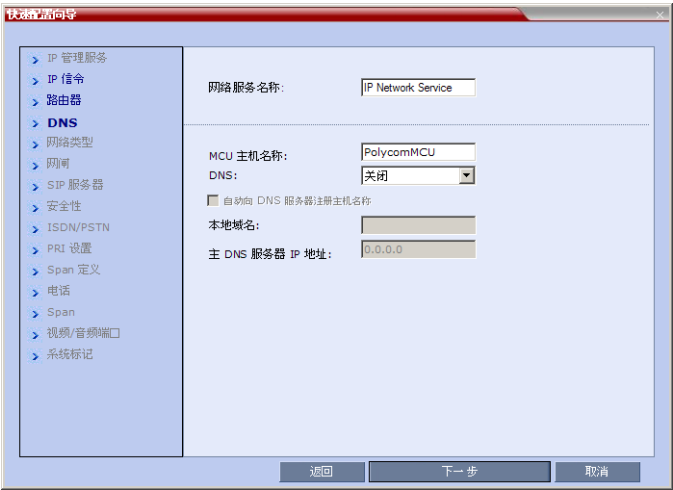 快速配置向导
IP 管理服务
IP 信令
路由器
DNS
网络类型
网闸
SIP 服务器
安全性
ISDN/PSTN
PRI 设置
Span 定义
电话
Span
视频/音频端口
系统标记
网络服务名称:
IP Network Service
MCU 主机名称:
PolycomMCU
DNS:
关闭
自动向 DNS 服务器注册主机名称
本地域名:
主 DNS 服务器 IP 地址:
0.0.0.0
返回
下一步
取消